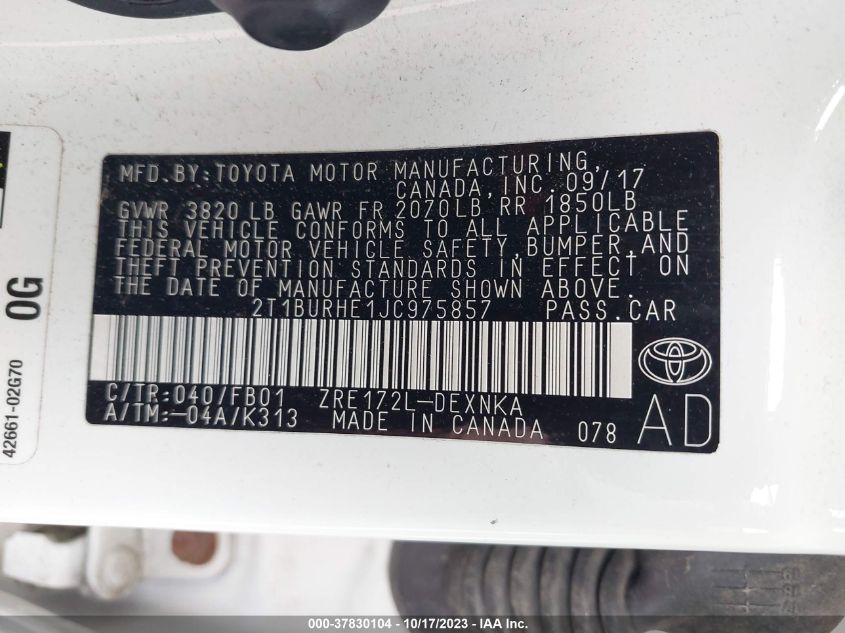 MFD.BY:TOYOTA MOTOR MANUFACTURING,
CANADA,INC. 09/17
GVWR 3820 LB GAWR FR 2070LB RR 1850LB
THIS VEHICLE CONFORMS TO ALL APPLICABLE
FEDERAL MOTOR VEHICLE SAFETY,BUMPER,AND
THEFT PREVENTION STANDARDS IN EFFECT ON
THE DATE OF MANUFACTURE SHOWN ABOVE.
2T1BURHE1JC975857 PASS.CAR
C/TR:040/FB01 ZRE172L-DEXNKA
A/TM:-04A/K313 MADE IN CANADA 078
AD
0G
42661-02G70
000-37830104 - 10/17/2023 - IAA Inc.